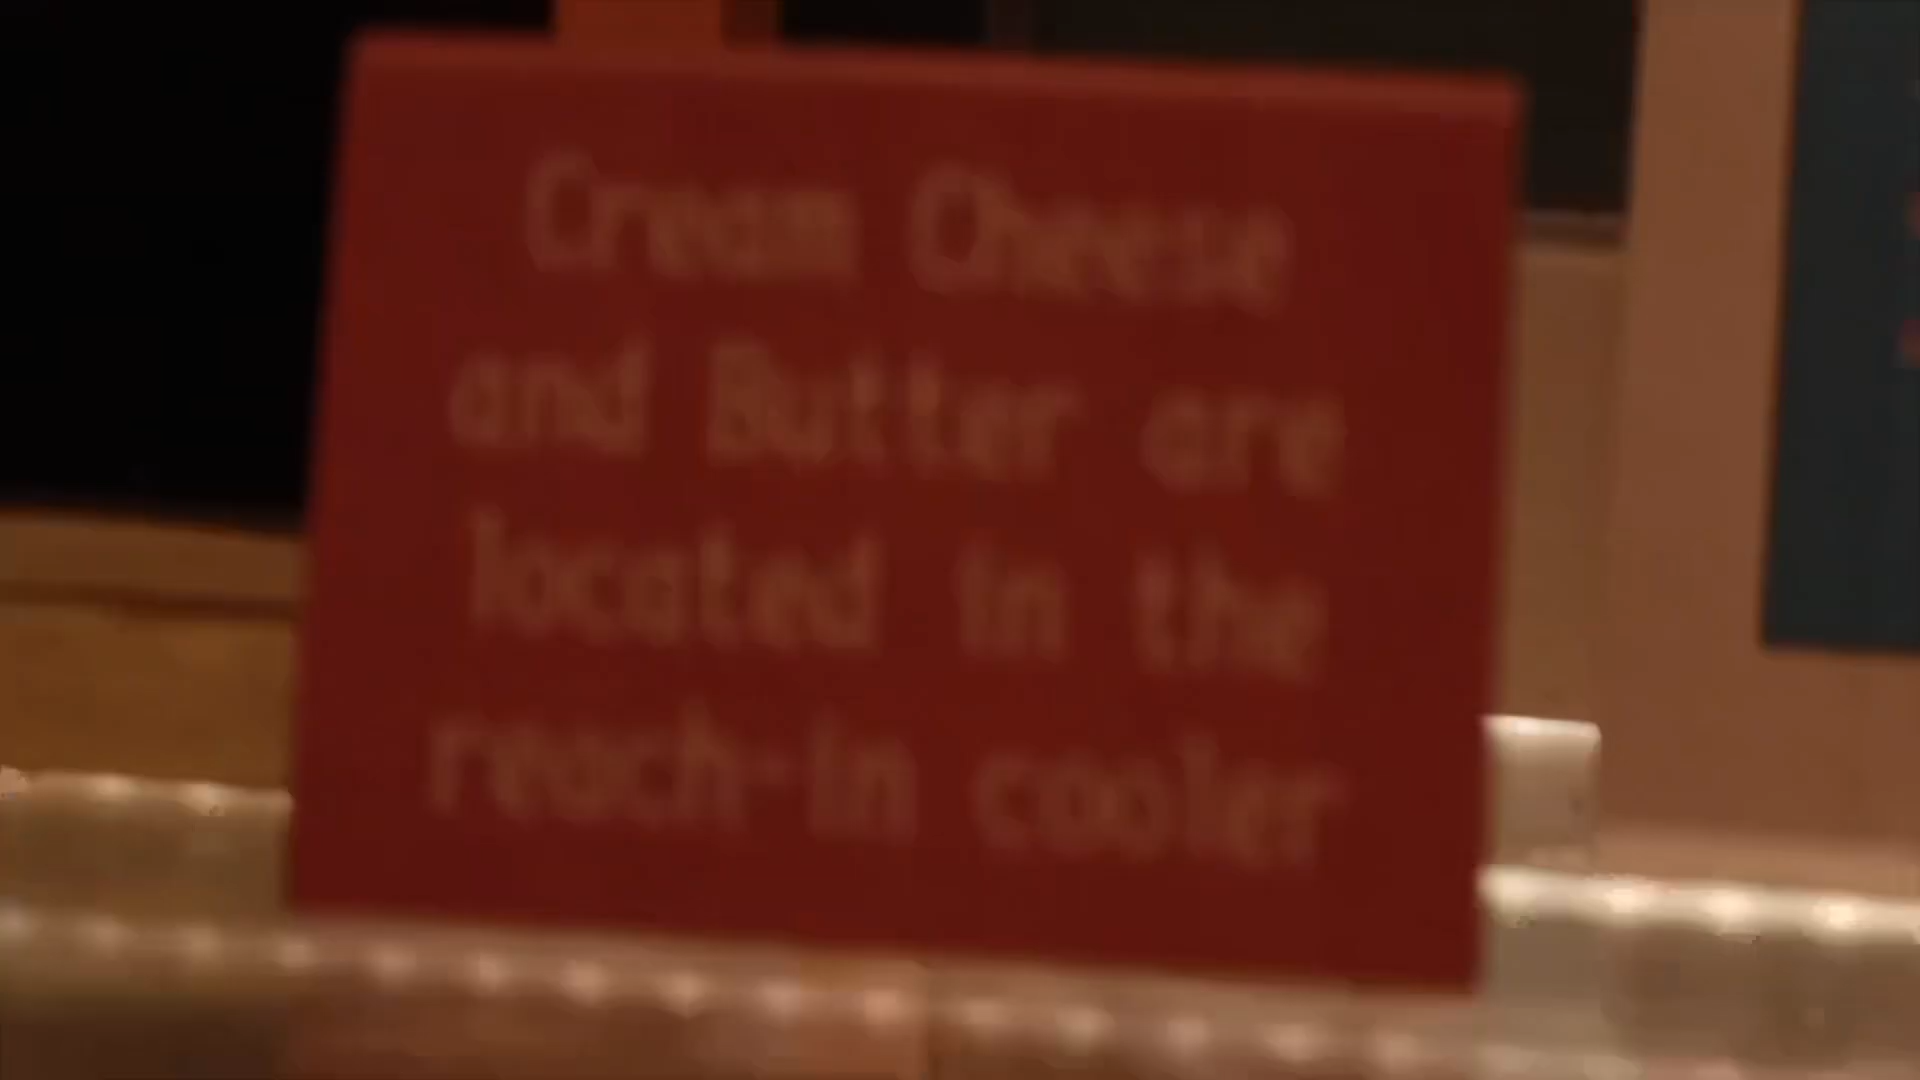 Cream Cheese
and Butter are
located in the
reach-in cooler